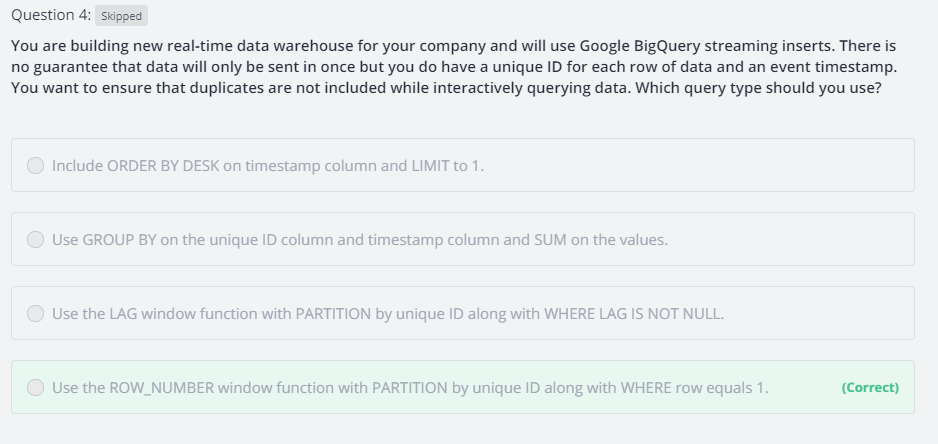 Question 4: Skipped
You are building new real-time data warehouse for your company and will use Google BigQuery streaming inserts. There is
no guarantee that data will only be sent in once but you do have a unique ID for each row of data and an event timestamp.
You want to ensure that duplicates are not included while interactively querying data. Which query type should you use?
Include ORDER BY DESK on timestamp column and LIMIT to 1.
Use GROUP BY on the unique ID column and timestamp column and SUM on the values.
Use the LAG window function with PARTITION by unique ID along with WHERE LAG IS NOT NULL.
Use the ROW_NUMBER window function with PARTITION by unique ID along with WHERE row equals 1. (Correct)